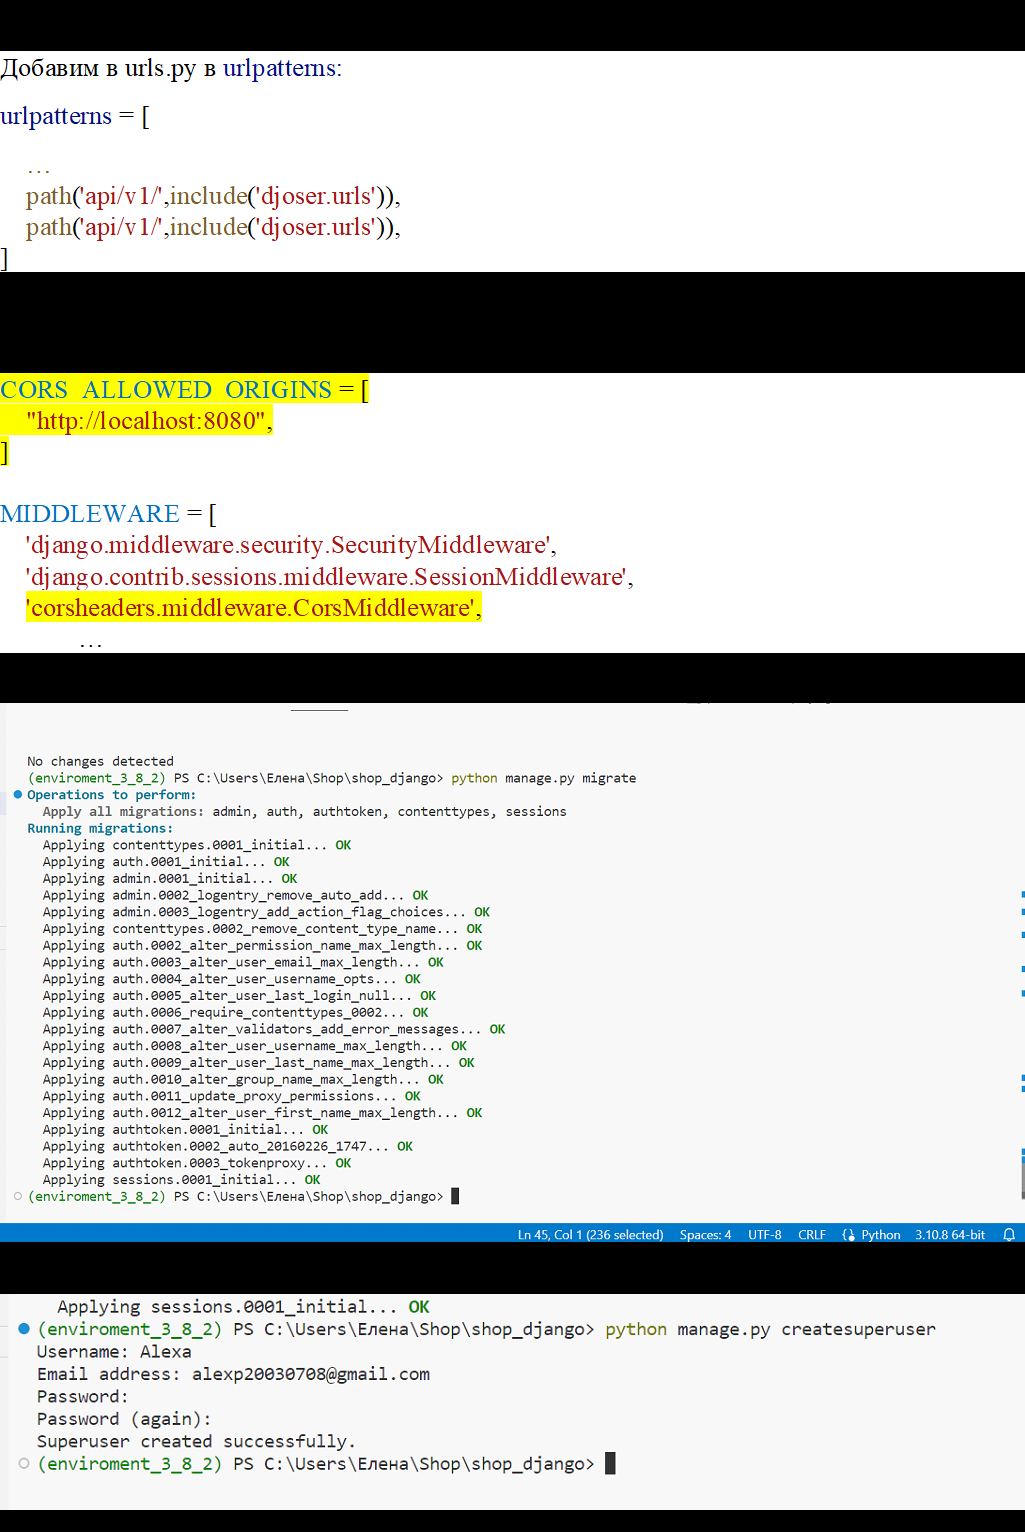 Добавим в urls.py в urlpatterns:
urlpatterns = [
...
path('api/v1/',include('djoser.urls')),
path('api/v1/',include('djoser.urls')),
]
CORS_ALLOWED_ORIGINS = [
"http://localhost:8080",
]
MIDDLEWARE = [
'django.middleware.security.SecurityMiddleware',
'django.contrib.sessions.middleware.SessionMiddleware',
'corsheaders.middleware.CorsMiddleware',
...
No changes detected
(enviroment_3_8_2) PS C:\Users\Елена\Shop\shop_django> python manage.py migrate
Operations to perform:
Apply all migrations: admin, auth, authtoken, contenttypes, sessions
Running migrations:
Applying contenttypes.0001_initial... OK
Applying auth.0001_initial... OK
Applying admin.0001_initial... OK
Applying admin.0002_logentry_remove_auto_add... OK
Applying admin.0003_logentry_add_action_flag_choices... OK
Applying contenttypes.0002_remove_content_type_name... OK
Applying auth.0002_alter_permission_name_max_length... OK
Applying auth.0003_alter_user_email_max_length... OK
Applying auth.0004_alter_user_username_opts... OK
Applying auth.0005_alter_user_last_login_null... OK
Applying auth.0006_require_contenttypes_0002... OK
Applying auth.0007_alter_validators_add_error_messages... OK
Applying auth.0008_alter_user_username_max_length... OK
Applying auth.0009_alter_user_last_name_max_length... OK
Applying auth.0010_alter_group_name_max_length... OK
Applying auth.0011_update_proxy_permissions... OK
Applying auth.0012_alter_user_first_name_max_length... OK
Applying authtoken.0001_initial... OK
Applying authtoken.0002_auto_20160226_1747... OK
Applying authtoken.0003_tokenproxy... OK
Applying sessions.0001_initial... OK
(enviroment_3_8_2) PS C:\Users\Елена\Shop\shop_django>
Ln 45, Col 1 (236 selected) Spaces: 4 UTF-8 CRLF Python 3.10.8 64-bit
Applying sessions.0001_initial... OK
(enviroment_3_8_2) PS C:\Users\Елена\Shop\shop_django> python manage.py createsuperuser
Username: Alexa
Email address: alexp20030708@gmail.com
Password:
Password (again):
Superuser created successfully.
(enviroment_3_8_2) PS C:\Users\Елена\Shop\shop_django>